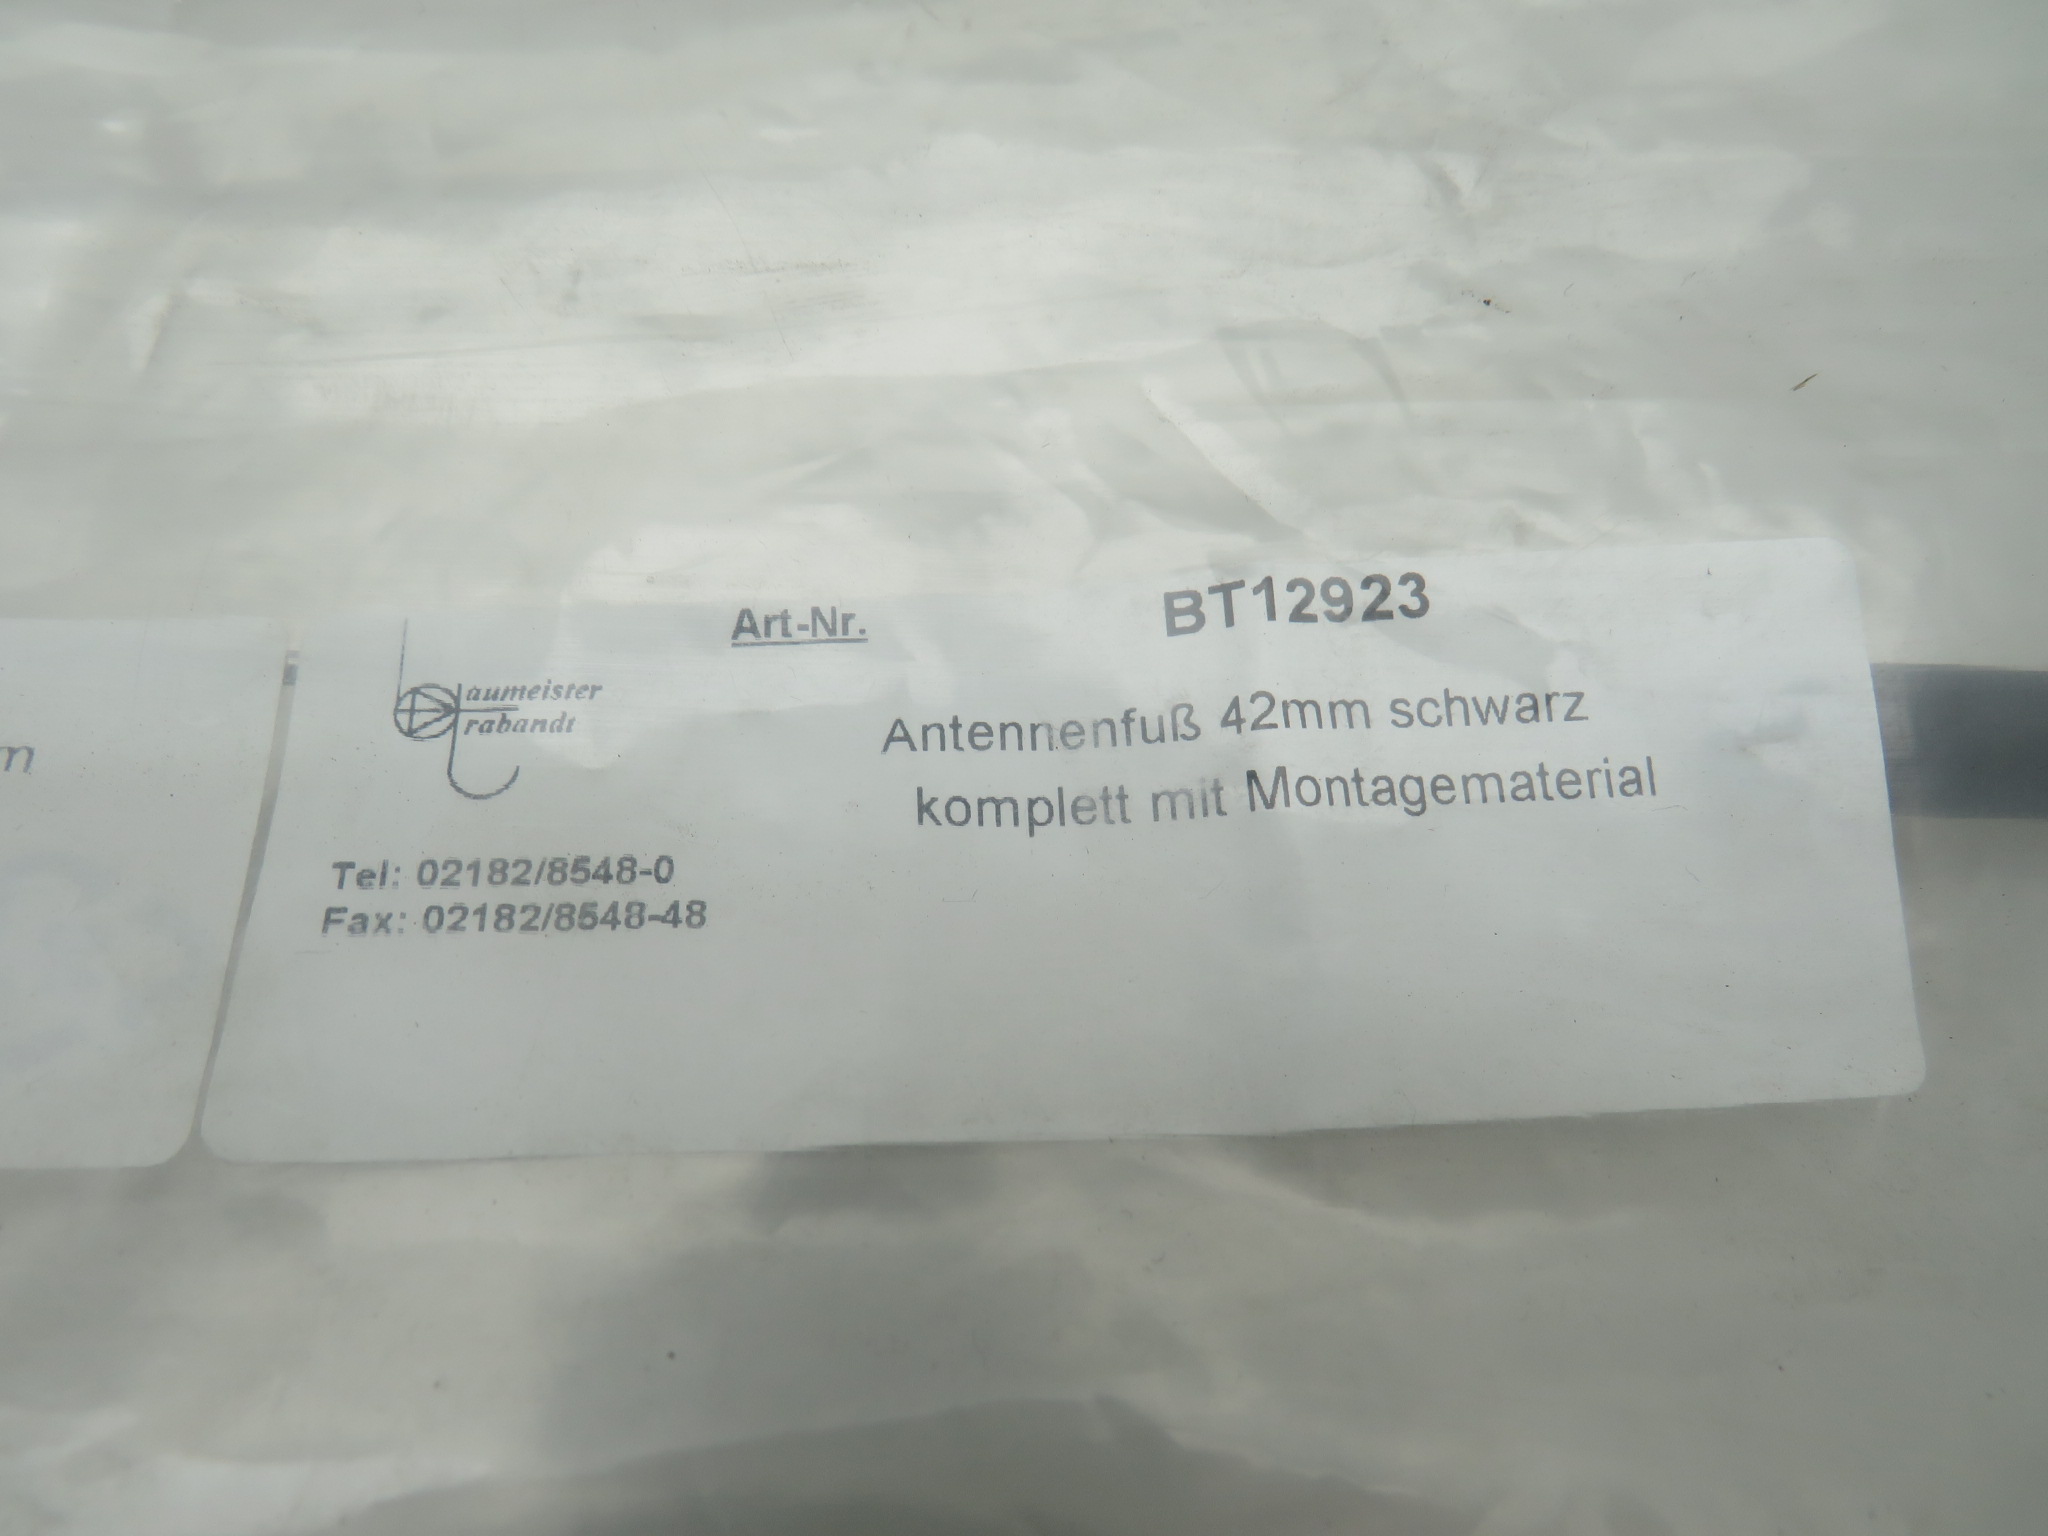 m
Art-Nr. BT12923
aumeister
rabandt
Antennenfuß 42mm schwarz
komplett mit Montagematerial
Tel: 02182/8548-0
Fax: 02182/8548-48